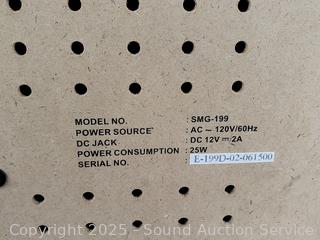 MODEL NO. : SMG-199
POWER SOURCE : AC ~ 120V/60Hz
DC JACK : DC 12V ⎓ 2A
POWER CONSUMPTION : 25W
SERIAL NO. : E-199D-02-061500
Copyright 2025 - Sound Auction Service